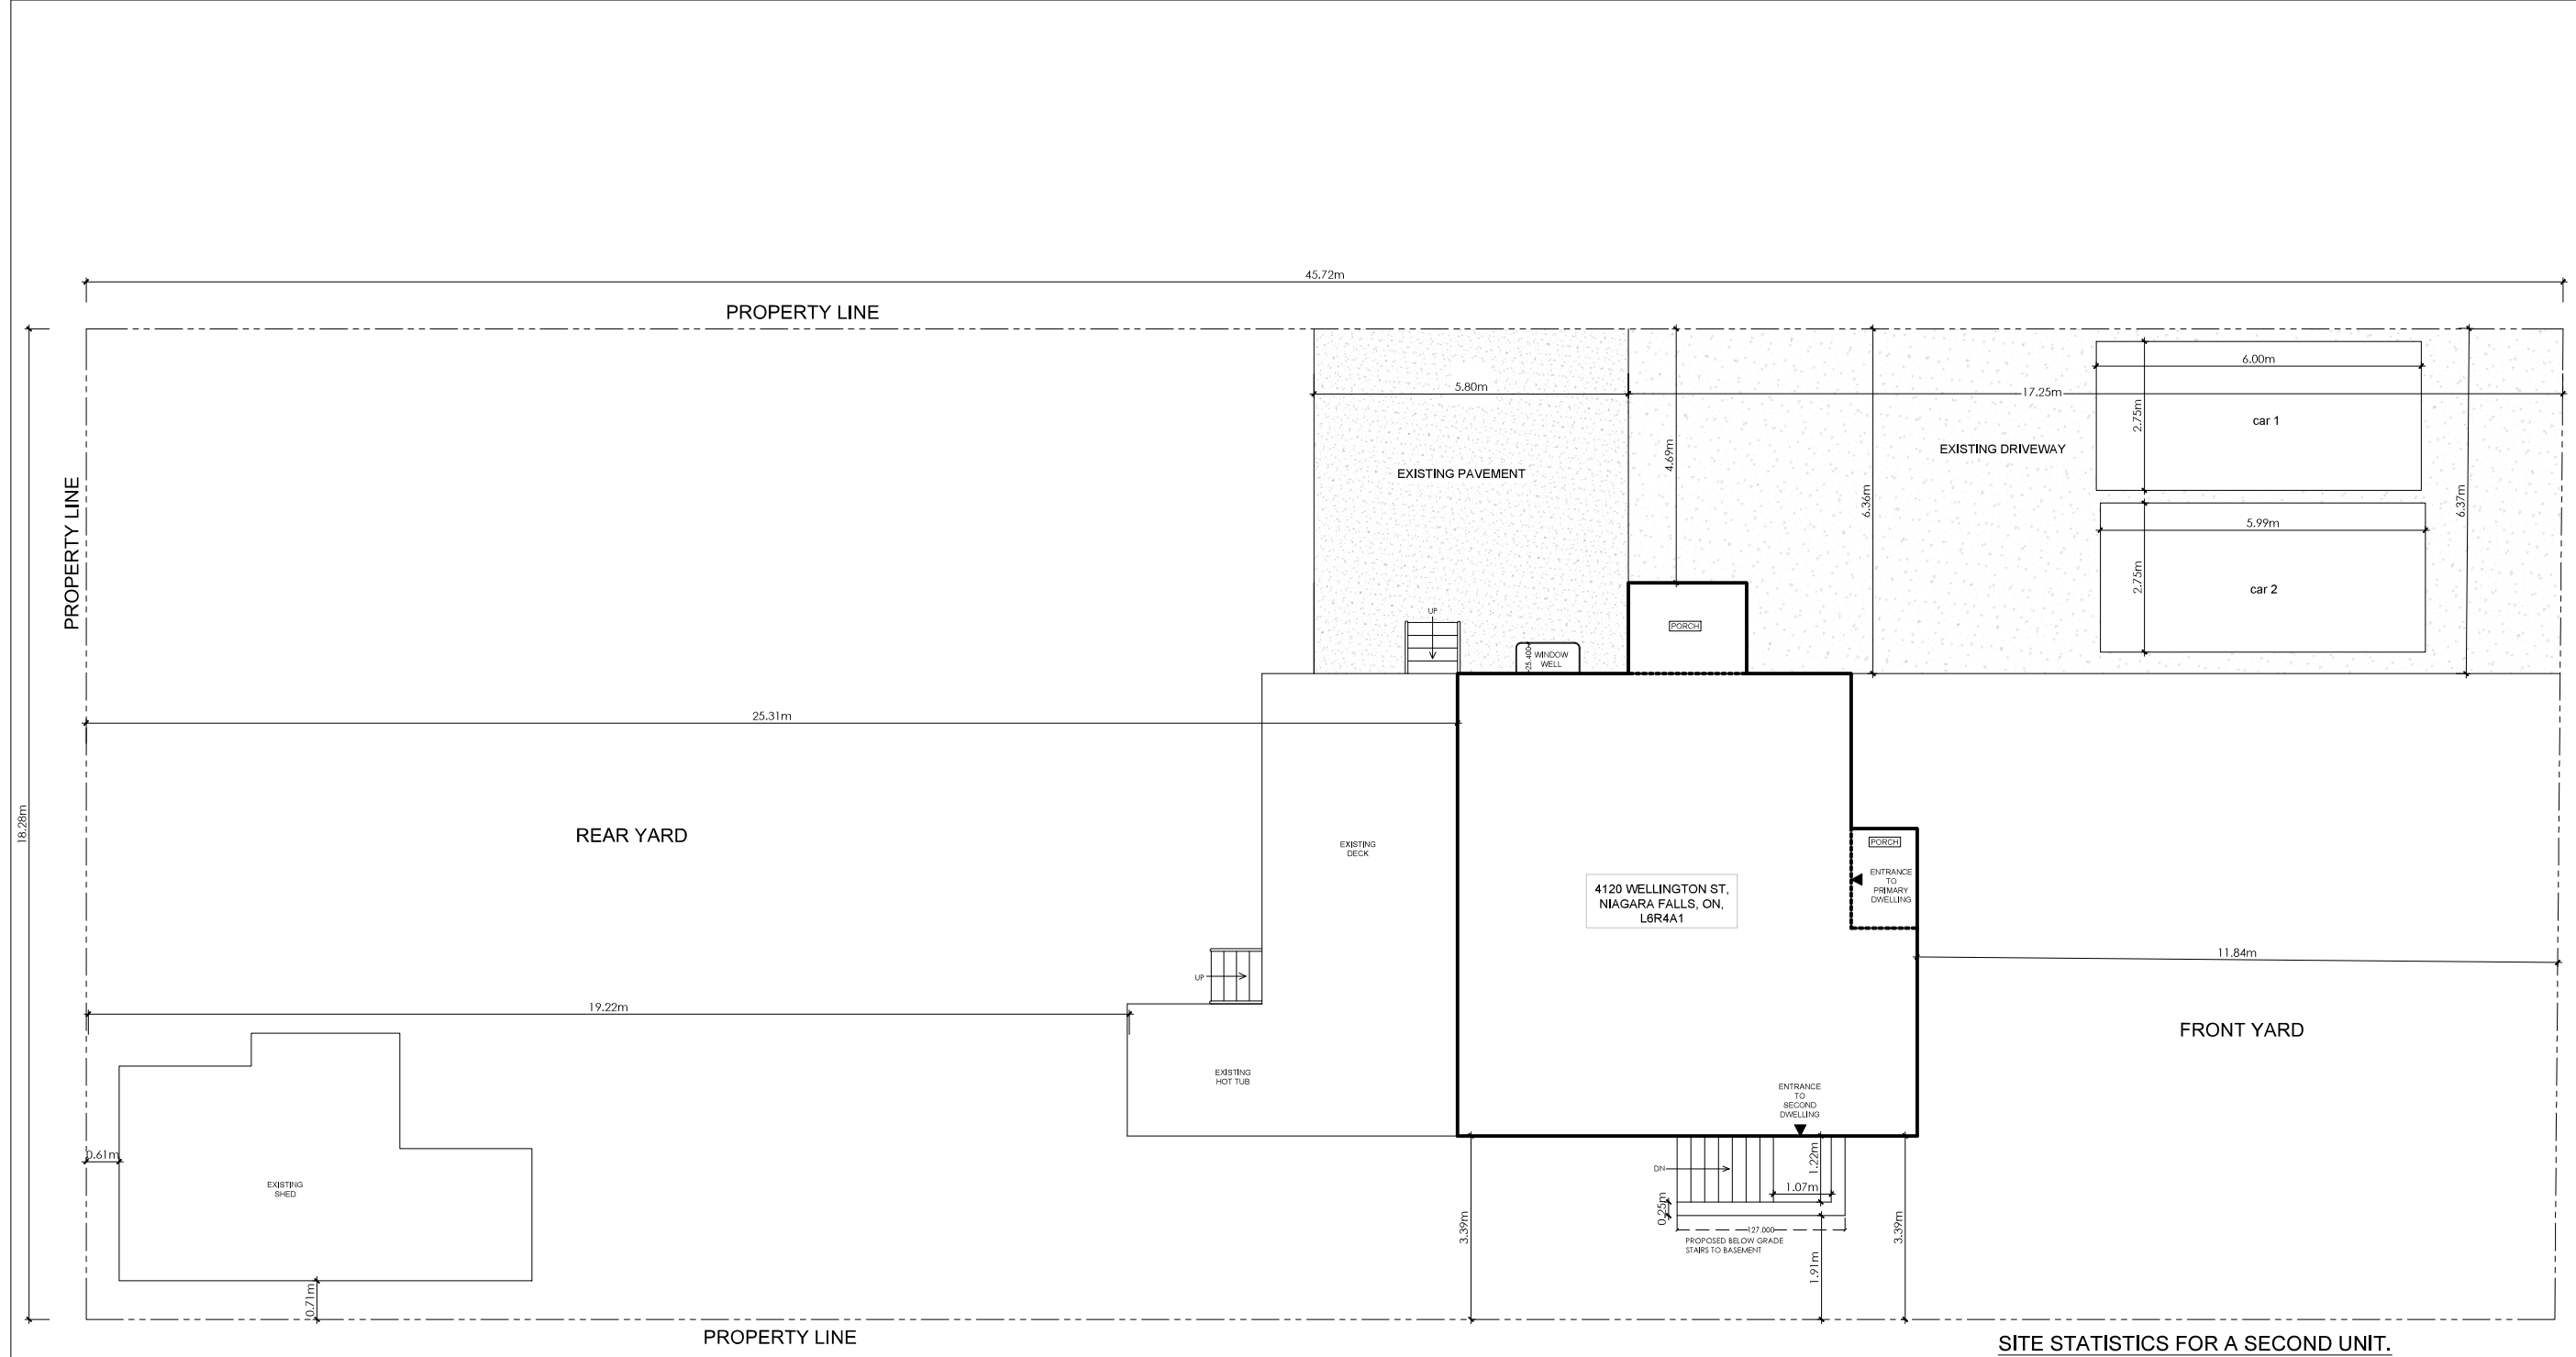 45.72m
PROPERTY LINE
6.00m
5.80m
17.25m
2.75m
car 1
4.69m
EXISTING DRIVEWAY
EXISTING PAVEMENT
6.36m
6.37m
PROPERTY LINE
5.99m
2.75m
car 2
UP
PORCH
25.400
WINDOW
WELL
25.31m
18.28m
REAR YARD
EXISTING
DECK
PORCH
ENTRANCE
TO
PRIMARY
DWELLING
4120 WELLINGTON ST,
NIAGARA FALLS, ON,
L6R4A1
11.84m
UP
19.22m
FRONT YARD
EXISTING
HOT TUB
ENTRANCE
TO
SECOND
DWELLING
0.61m
EXISTING
SHED
DN
1.22m
1.07m
0.25m
3.39m
127.000
3.39m
PROPOSED BELOW GRADE
STAIRS TO BASEMENT
1.91m
0.71m
PROPERTY LINE
SITE STATISTICS FOR A SECOND UNIT.